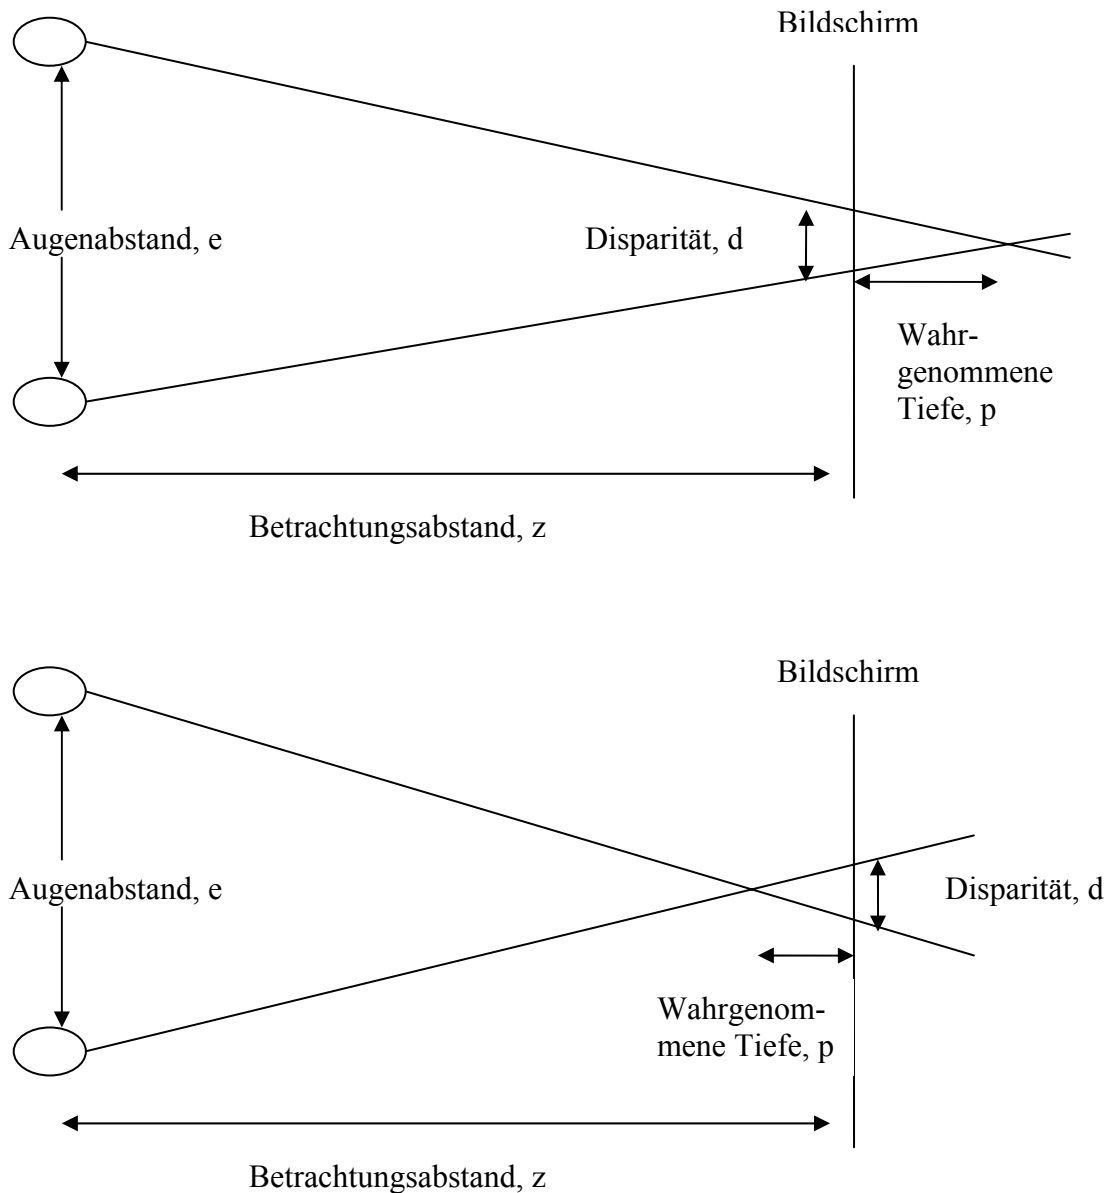 Bildschirm
Augenabstand, e
Disparität, d
Wahr-
genommene
Tiefe, p
Betrachtungsabstand, z
Bildschirm
Augenabstand, e
Disparität, d
Wahrgenom-
mene Tiefe, p
Betrachtungsabstand, z